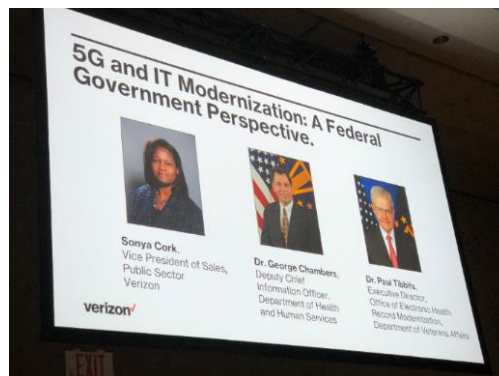 5G and IT Modernization: A Federal
Government Perspective.
Sonya Cork,
Vice President of Sales,
Public Sector
Verizon
Dr. George Chambers,
Deputy Chief
Information Officer,
Department of Health
and Human Services
Dr. Paul Tibbits,
Executive Director,
Office of Electronic Health
Record Modernization,
Department of Veterans Affairs
verizon✓
EXIT